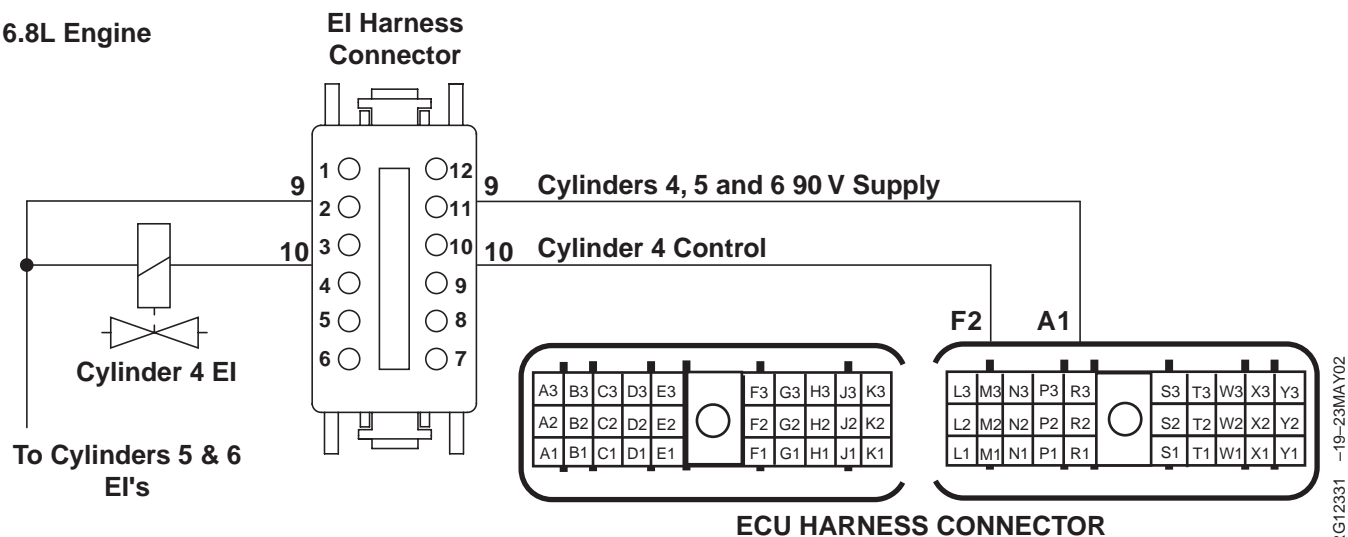 6.8L Engine
EI Harness
Connector
1 12
2 11
3 10
4 9
5 8
6 7
9
10
9 Cylinders 4, 5 and 6 90 V Supply
10 Cylinder 4 Control
Cylinder 4 EI
To Cylinders 5 & 6
EI's
F2 A1
A3 B3 C3 D3 E3 F3 G3 H3 J3 K3
A2 B2 C2 D2 E2 F2 G2 H2 J2 K2
A1 B1 C1 D1 E1 F1 G1 H1 J1 K1
L3 M3 N3 P3 R3 S3 T3 W3 X3 Y3
L2 M2 N2 P2 R2 S2 T2 W2 X2 Y2
L1 M1 N1 P1 R1 S1 T1 W1 X1 Y1
ECU HARNESS CONNECTOR
RG12331 –19–23MAY02